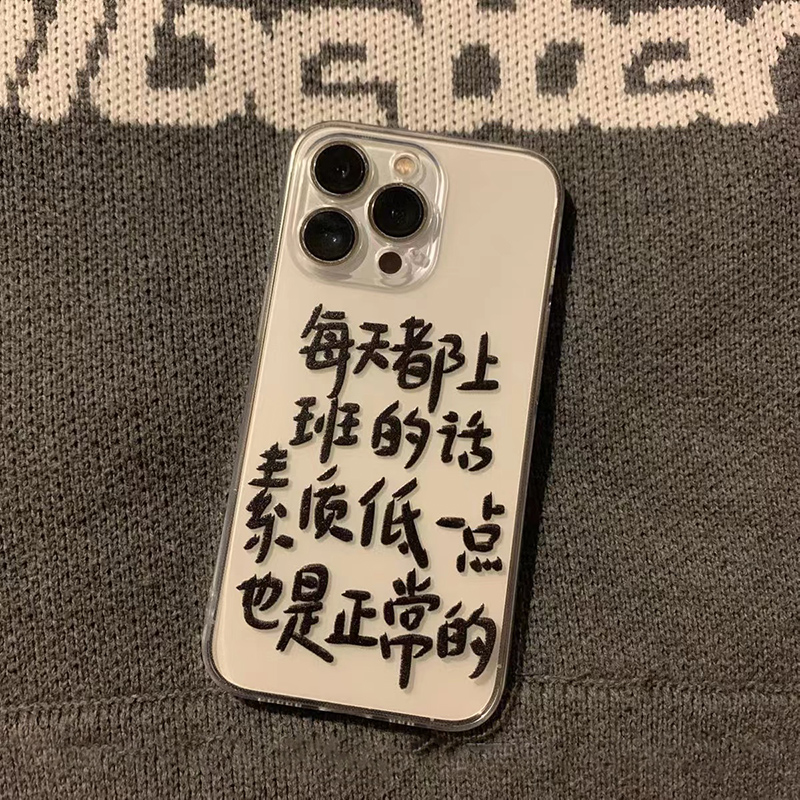 每天都上
班的话
素质低一点
也是正常的